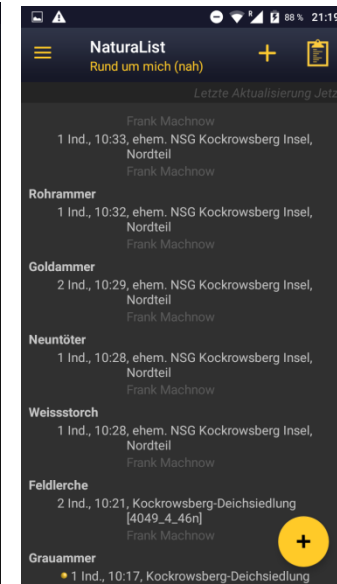 R
88 % 21:19
NaturaList
Rund um mich (nah)
Letzte Aktualisierung Jetz
Frank Machnow
1 Ind., 10:33, ehem. NSG Kockrowsberg Insel,
Nordteil
Frank Machnow
Rohrammer
1 Ind., 10:32, ehem. NSG Kockrowsberg Insel,
Nordteil
Frank Machnow
Goldammer
2 Ind., 10:29, ehem. NSG Kockrowsberg Insel,
Nordteil
Frank Machnow
Neuntöter
1 Ind., 10:28, ehem. NSG Kockrowsberg Insel,
Nordteil
Frank Machnow
Weissstorch
1 Ind., 10:28, ehem. NSG Kockrowsberg Insel,
Nordteil
Frank Machnow
Feldlerche
2 Ind., 10:21, Kockrowsberg-Deichsiedlung
[4049_4_46n]
Frank Machnow
Grauammer
1 Ind., 10:17, Kockrowsberg-Deichsiedlung